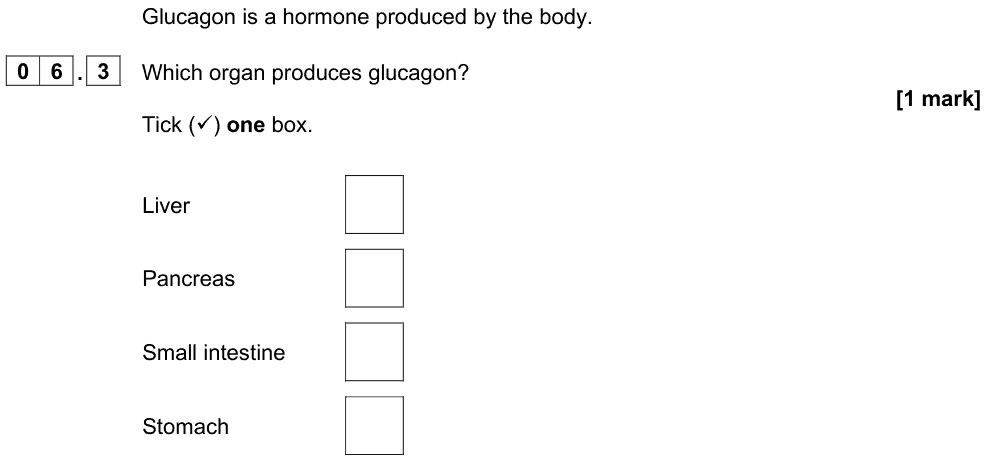 Glucagon is a hormone produced by the body.
0 6 . 3 Which organ produces glucagon?
[1 mark]
Tick (✓) one box.
Liver
Pancreas
Small intestine
Stomach